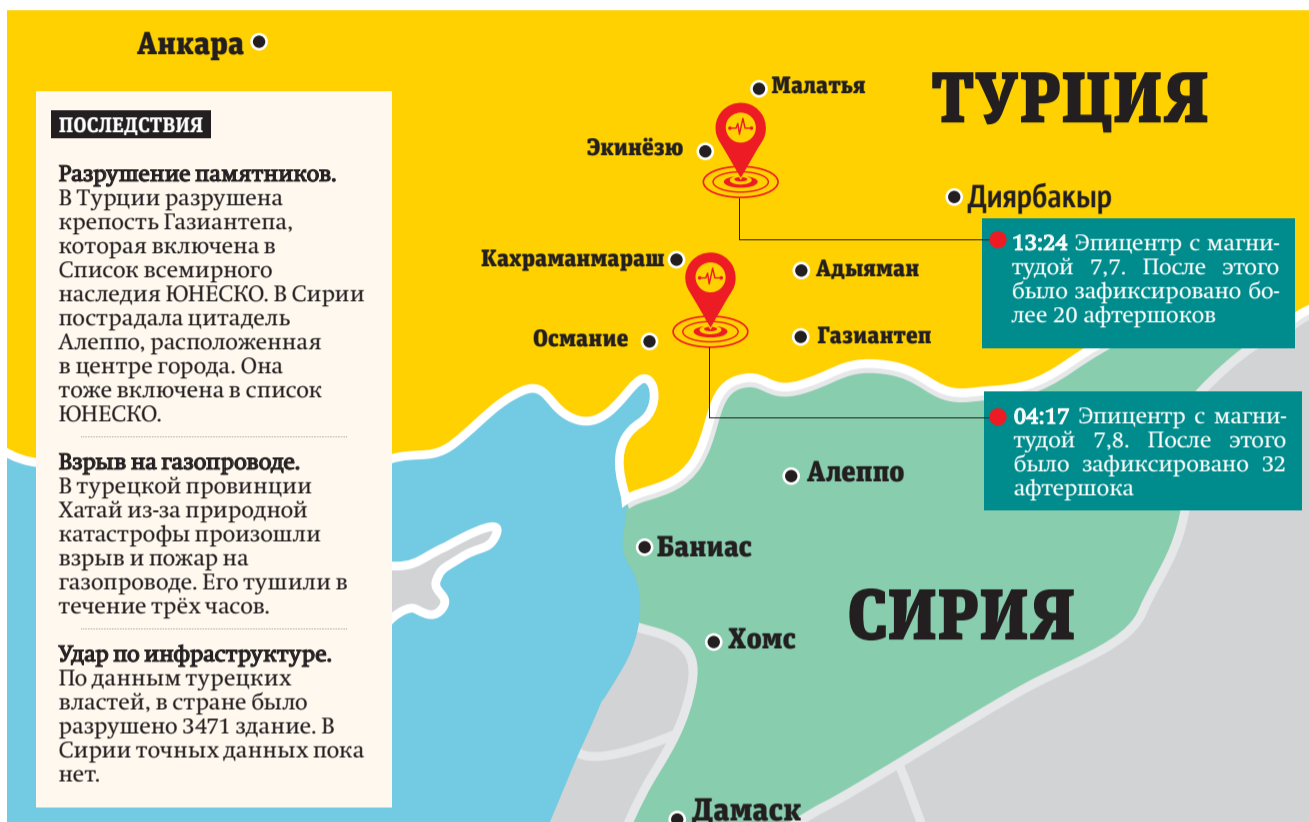 Анкара
ПОСЛЕДСТВИЯ
Разрушение памятников.
В Турции разрушена
крепость Газиантепа,
которая включена в
Список всемирного
наследия ЮНЕСКО. В Сирии
пострадала цитадель
Алеппо, расположенная
в центре города. Она
тоже включена в список
ЮНЕСКО.
Взрыв на газопроводе.
В турецкой провинции
Хатай из-за природной
катастрофы произошли
взрыв и пожар на
газопроводе. Его тушили в
течение трёх часов.
Удар по инфраструктуре.
По данным турецких
властей, в стране было
разрушено 3471 здание. В
Сирии точных данных пока
нет.
ТУРЦИЯ
Малатья
Экинёзю
Диярбакыр
Кахраманмараш
Адыяман
Османие
Газиантеп
13:24 Эпицентр с магни-
тудой 7,7. После этого
было зафиксировано бо-
лее 20 афтершоков
04:17 Эпицентр с магни-
тудой 7,8. После этого
было зафиксировано 32
афтершока
Алеппо
Баниас
СИРИЯ
Хомс
Дамаск